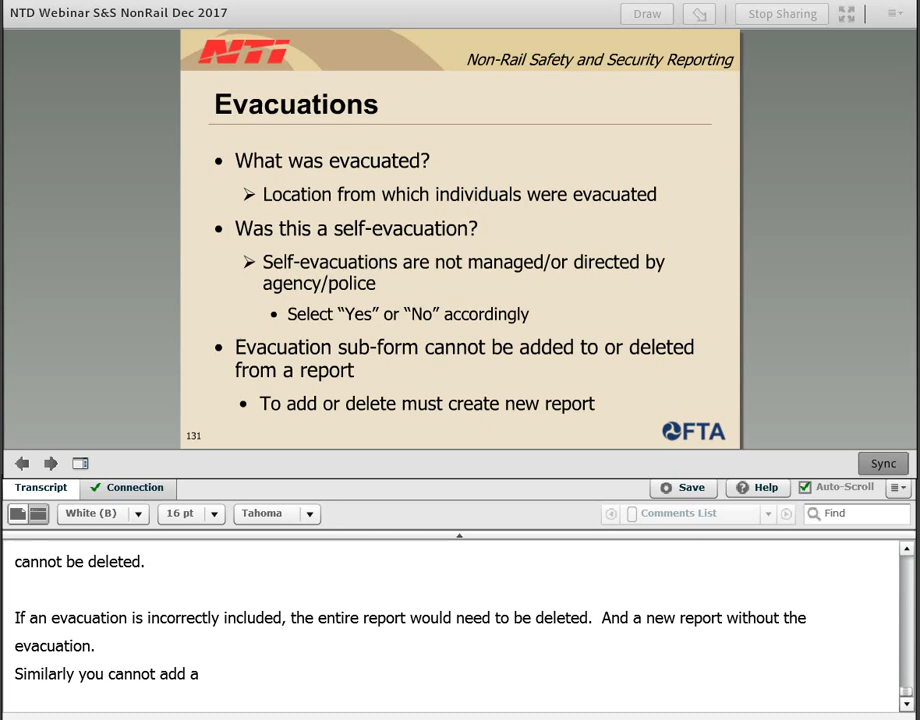 NTD Webinar S&S NonRail Dec 2017
Draw
Stop Sharing
NTI
Non-Rail Safety and Security Reporting
Evacuations
• What was evacuated?
➢ Location from which individuals were evacuated
• Was this a self-evacuation?
➢ Self-evacuations are not managed/or directed by
agency/police
• Select “Yes” or “No” accordingly
• Evacuation sub-form cannot be added to or deleted
from a report
• To add or delete must create new report
131
FTA
Sync
Transcript
Connection
Save
Help
Auto-Scroll
White (B)
16 pt
Tahoma
Comments List
Find
cannot be deleted.
If an evacuation is incorrectly included, the entire report would need to be deleted.  And a new report without the
evacuation.
Similarly you cannot add a